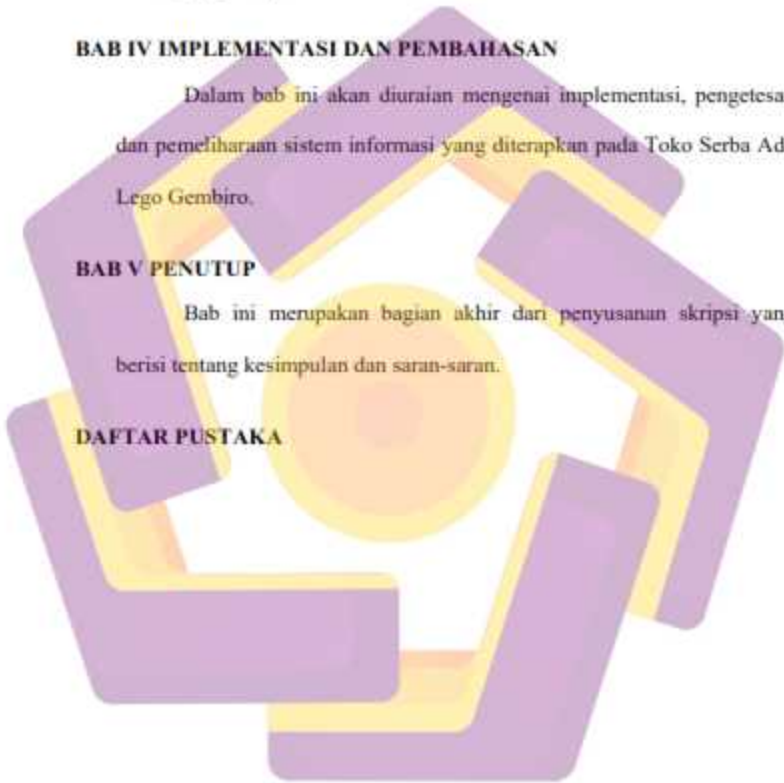 BAB IV IMPLEMENTASI DAN PEMBAHASAN
Dalam bab ini akan diuraian mengenai implementasi, pengetesa
dan pemeliharaan sistem informasi yang diterapkan pada Toko Serba Ad
Lego Gembiro.
BAB V PENUTUP
Bab ini merupakan bagian akhir dari penyusanan skripsi yan
berisi tentang kesimpulan dan saran-saran.
DAFTAR PUSTAKA